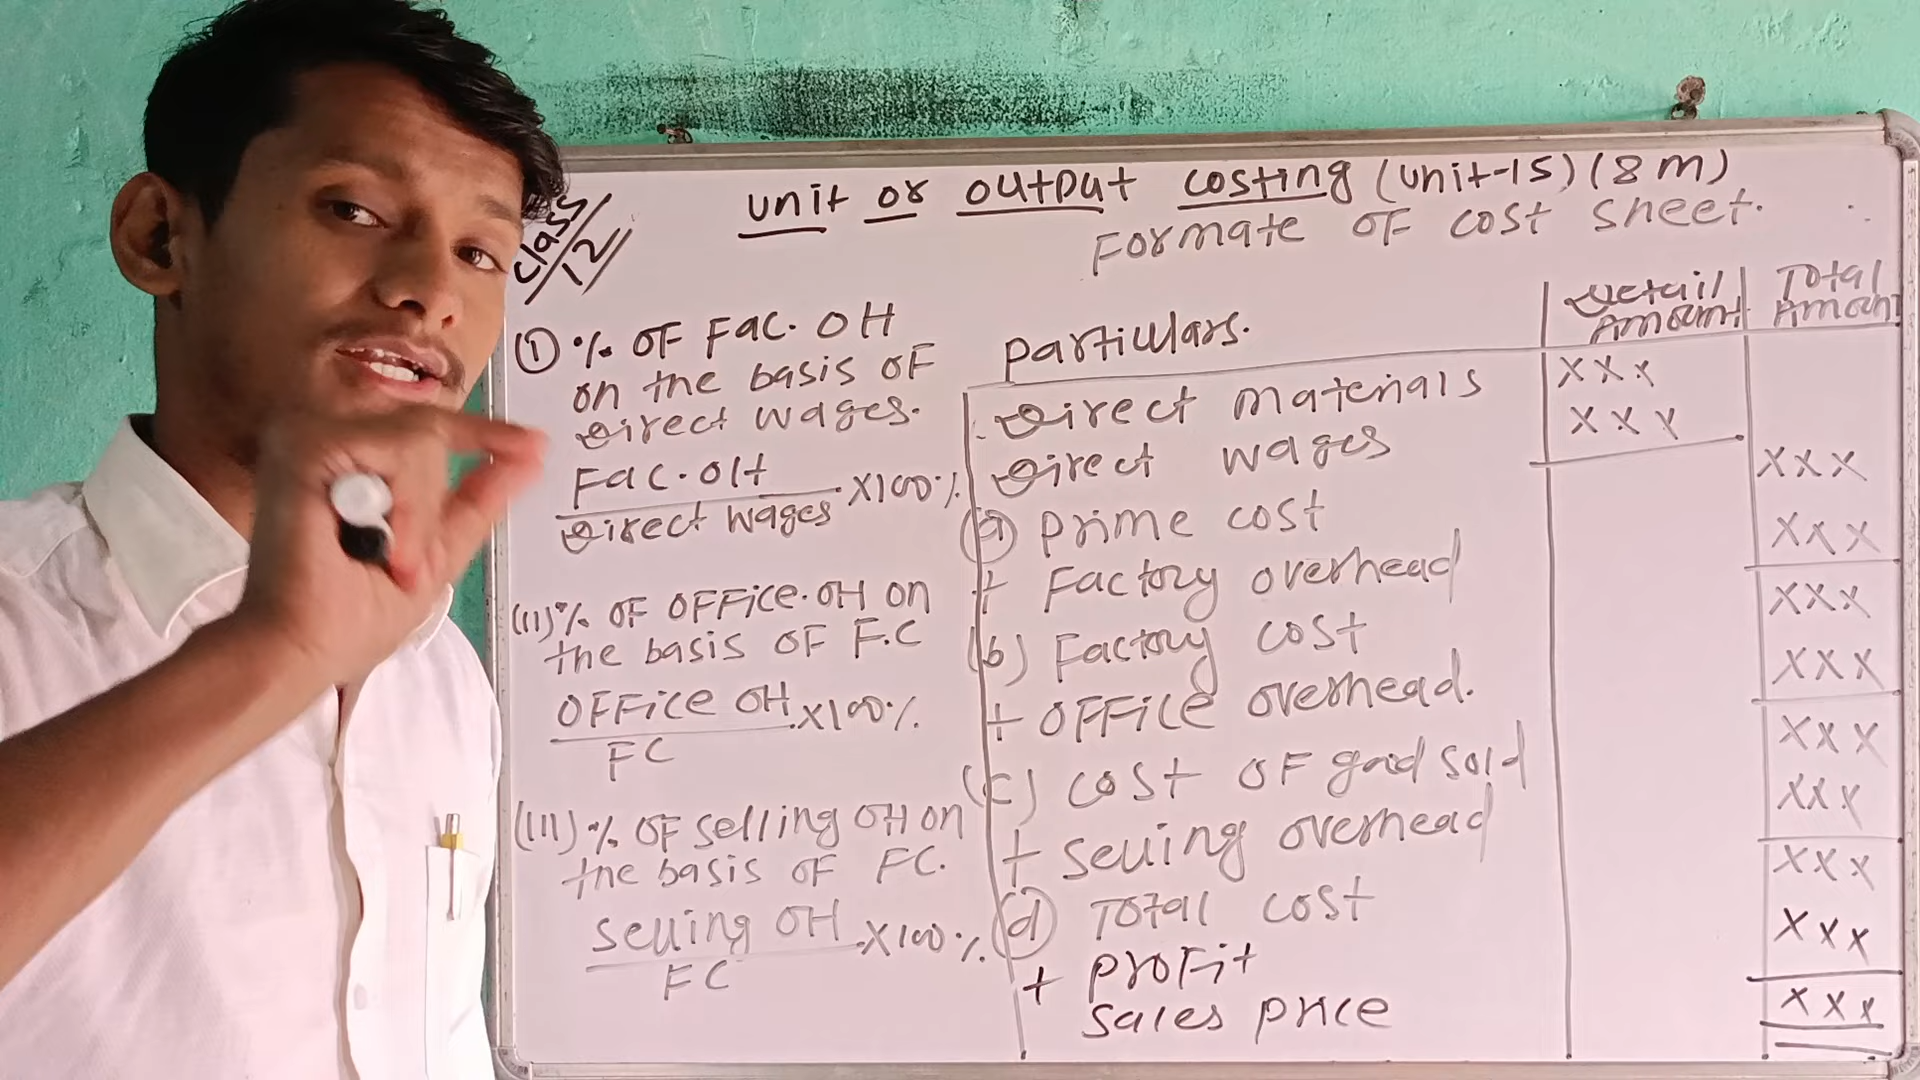 class
12
unit or output costing (unit-15) (8 m)
Formate OF cost sheet.
(I) % OF Fac. OH
on the basis OF
Direct wages.
Fac. OH
Direct wages
X100%
(II) % OF OFFice. OH on
the basis OF F.C
OFFice OH
FC
X100%
(III) % OF selling OH on
the basis OF FC.
selling OH
FC
X100%
particulars.
Detail
Amount
Total
Amount
Direct materials
XXX
Direct wages
XXX
XXX
(a) prime cost
XXX
+ Factory overhead
XXX
(b) Factory cost
XXX
+ OFFice overhead.
XXX
(c) cost OF good sold
XXX
+ selling overhead
XXX
(d) Total cost
XXX
+ profit
XXX
sales price